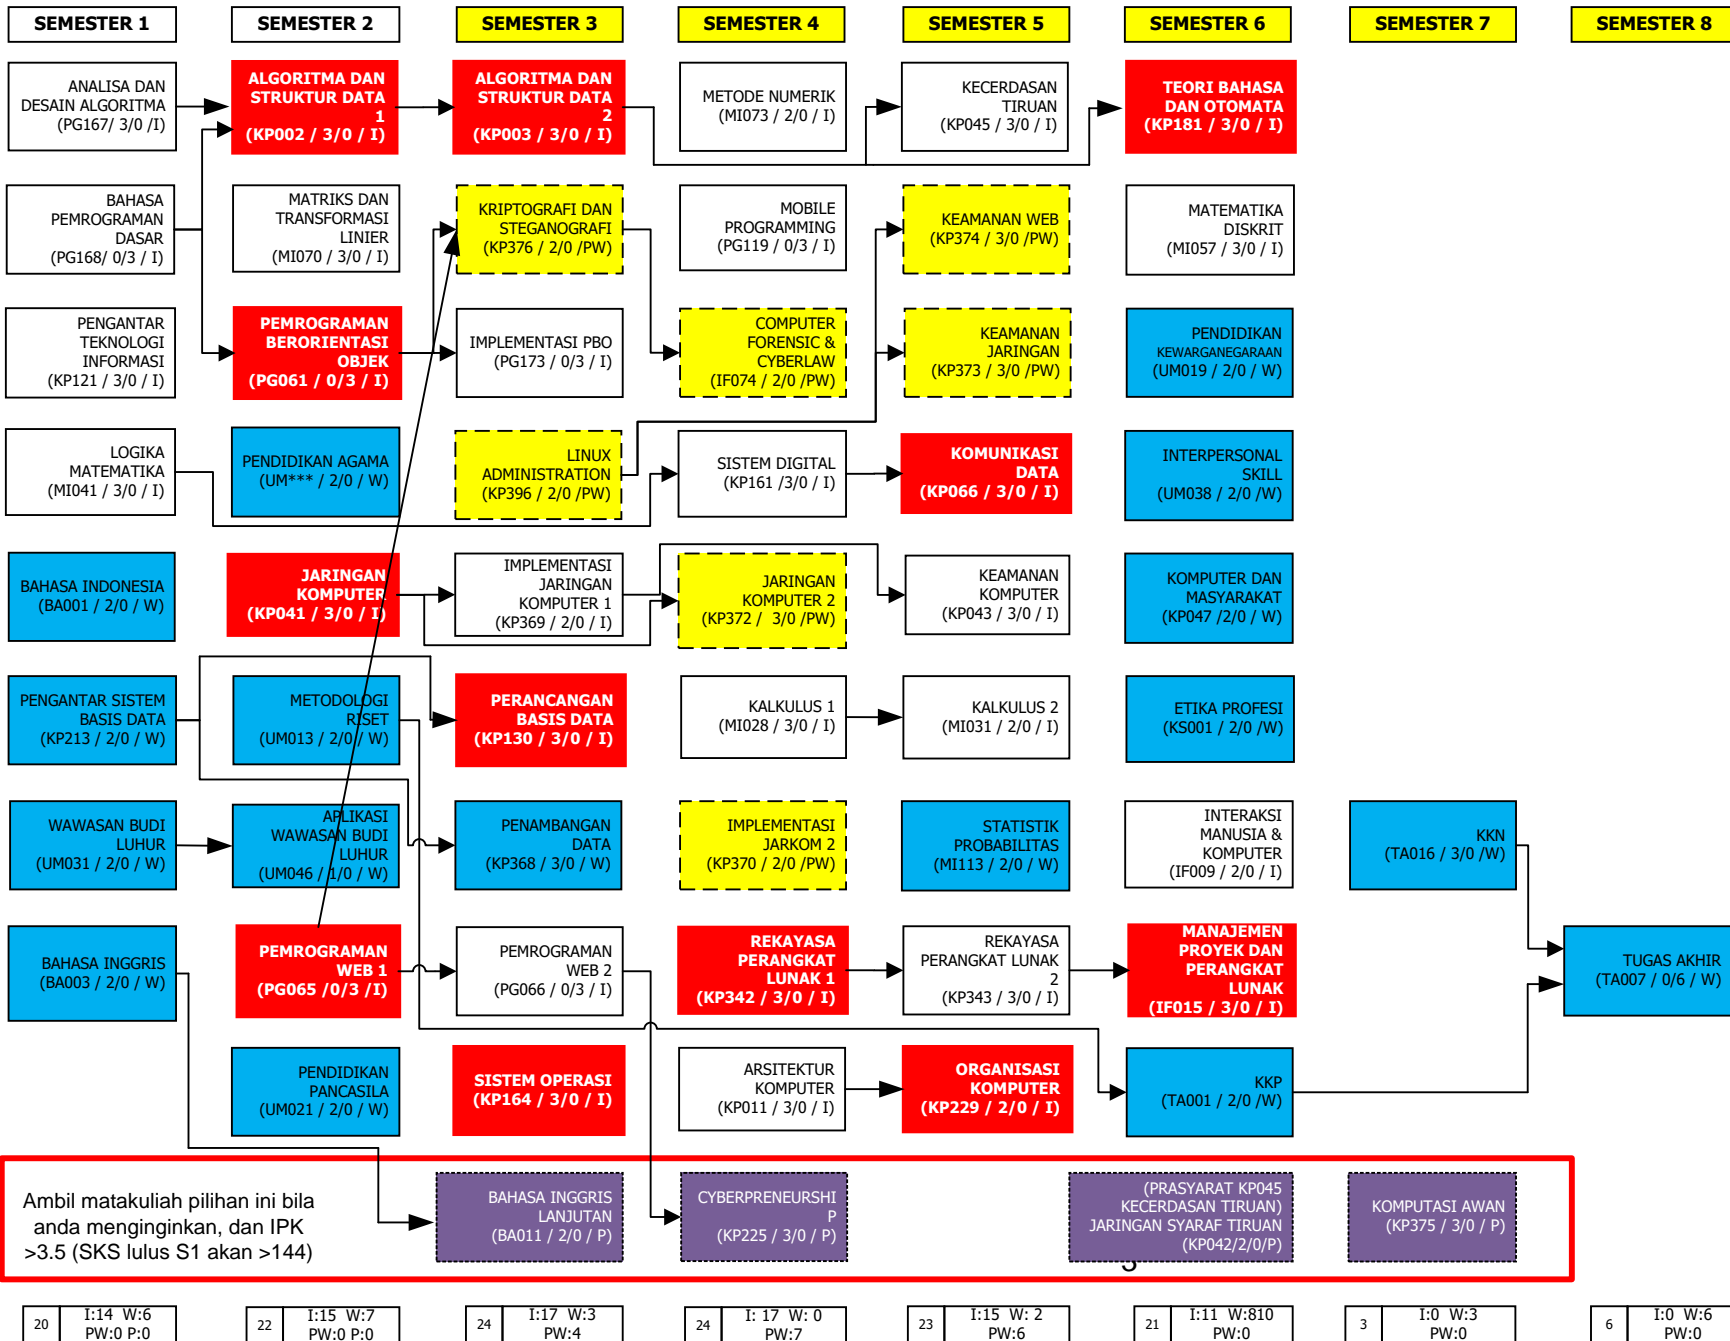 SEMESTER 1
SEMESTER 2
SEMESTER 3
SEMESTER 4
SEMESTER 5
SEMESTER 6
SEMESTER 7
SEMESTER 8
ANALISA DAN
DESAIN ALGORITMA
(PG167/ 3/0 /I)
ALGORITMA DAN
STRUKTUR DATA
1
(KP002 / 3/0 / I)
ALGORITMA DAN
STRUKTUR DATA
2
(KP003 / 3/0 / I)
METODE NUMERIK
(MI073 / 2/0 / I)
KECERDASAN
TIRUAN
(KP045 / 3/0 / I)
TEORI BAHASA
DAN OTOMATA
(KP181 / 3/0 / I)
BAHASA
PEMROGRAMAN
DASAR
(PG168/ 0/3 / I)
MATRIKS DAN
TRANSFORMASI
LINIER
(MI070 / 3/0 / I)
KRIPTOGRAFI DAN
STEGANOGRAFI
(KP376 / 2/0 /PW)
MOBILE
PROGRAMMING
(PG119 / 0/3 / I)
KEAMANAN WEB
(KP374 / 3/0 /PW)
MATEMATIKA
DISKRIT
(MI057 / 3/0 / I)
PENGANTAR
TEKNOLOGI
INFORMASI
(KP121 / 3/0 / I)
PEMROGRAMAN
BERORIENTASI
OBJEK
(PG061 / 0/3 / I)
IMPLEMENTASI PBO
(PG173 / 0/3 / I)
COMPUTER
FORENSIC &
CYBERLAW
(IF074 / 2/0 /PW)
KEAMANAN
JARINGAN
(KP373 / 3/0 /PW)
PENDIDIKAN
KEWARGANEGARAAN
(UM019 / 2/0 / W)
LOGIKA
MATEMATIKA
(MI041 / 3/0 / I)
PENDIDIKAN AGAMA
(UM*** / 2/0 / W)
LINUX
ADMINISTRATION
(KP396 / 2/0 /PW)
SISTEM DIGITAL
(KP161 /3/0 / I)
KOMUNIKASI
DATA
(KP066 / 3/0 / I)
INTERPERSONAL
SKILL
(UM038 / 2/0 /W)
BAHASA INDONESIA
(BA001 / 2/0 / W)
JARINGAN
KOMPUTER
(KP041 / 3/0 / I)
IMPLEMENTASI
JARINGAN
KOMPUTER 1
(KP369 / 2/0 / I)
JARINGAN
KOMPUTER 2
(KP372 /  3/0 /PW)
KEAMANAN
KOMPUTER
(KP043 / 3/0 / I)
KOMPUTER DAN
MASYARAKAT
(KP047 /2/0 / W)
PENGANTAR SISTEM
BASIS DATA
(KP213 / 2/0 / W)
METODOLOGI
RISET
(UM013 / 2/0 / W)
PERANCANGAN
BASIS DATA
(KP130 / 3/0 / I)
KALKULUS 1
(MI028 / 3/0 / I)
KALKULUS 2
(MI031 / 2/0 / I)
ETIKA PROFESI
(KS001 / 2/0 /W)
WAWASAN BUDI
LUHUR
(UM031 / 2/0 / W)
APLIKASI
WAWASAN BUDI
LUHUR
(UM046 / 1/0 / W)
PENAMBANGAN
DATA
(KP368 / 3/0 / W)
IMPLEMENTASI
JARKOM 2
(KP370 / 2/0 /PW)
STATISTIK
PROBABILITAS
(MI113 / 2/0 / W)
INTERAKSI
MANUSIA &
KOMPUTER
(IF009 / 2/0 / I)
KKN
(TA016 / 3/0 /W)
BAHASA INGGRIS
(BA003 / 2/0 / W)
PEMROGRAMAN
WEB 1
(PG065 /0/3 /I)
PEMROGRAMAN
WEB 2
(PG066 / 0/3 / I)
REKAYASA
PERANGKAT
LUNAK 1
(KP342 / 3/0 / I)
REKAYASA
PERANGKAT LUNAK
2
(KP343 / 3/0 / I)
MANAJEMEN
PROYEK DAN
PERANGKAT
LUNAK
(IF015 / 3/0 / I)
TUGAS AKHIR
(TA007 / 0/6 / W)
PENDIDIKAN
PANCASILA
(UM021 / 2/0 / W)
SISTEM OPERASI
(KP164 / 3/0 / I)
ARSITEKTUR
KOMPUTER
(KP011 / 3/0 / I)
ORGANISASI
KOMPUTER
(KP229 / 2/0 / I)
KKP
(TA001 / 2/0 /W)
Ambil matakuliah pilihan ini bila
anda menginginkan, dan IPK
>3.5 (SKS lulus S1 akan >144)
BAHASA INGGRIS
LANJUTAN
(BA011 / 2/0 / P)
CYBERPRENEURSHI
P
(KP225 / 3/0 / P)
(PRASYARAT KP045
KECERDASAN TIRUAN)
JARINGAN SYARAF TIRUAN
(KP042/2/0/P)
KOMPUTASI AWAN
(KP375 / 3/0 / P)
20
I:14  W:6
PW:0 P:0
22
I:15  W:7
PW:0 P:0
24
I:17  W:3
PW:4
24
I: 17  W: 0
PW:7
23
I:15  W: 2
PW:6
21
I:11  W:810
PW:0
3
I:0  W:3
PW:0
6
I:0  W:6
PW:0